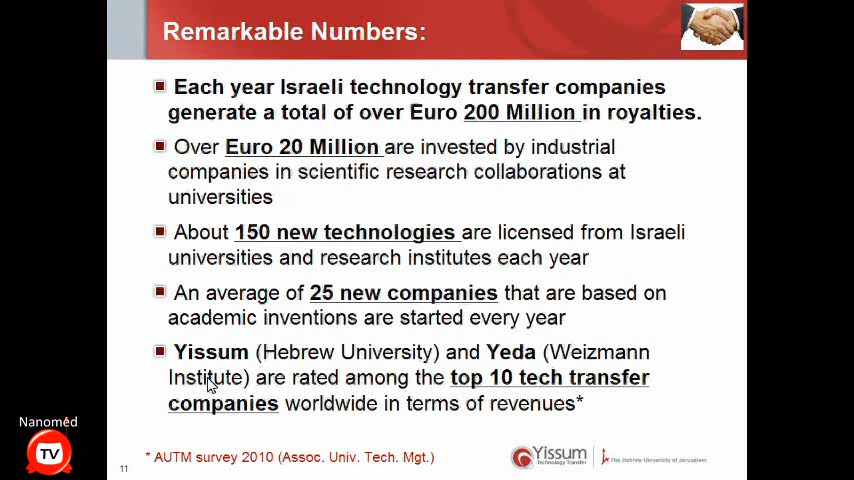 Remarkable Numbers:
Each year Israeli technology transfer companies
generate a total of over Euro 200 Million in royalties.
Over Euro 20 Million are invested by industrial
companies in scientific research collaborations at
universities
About 150 new technologies are licensed from Israeli
universities and research institutes each year
An average of 25 new companies that are based on
academic inventions are started every year
Yissum (Hebrew University) and Yeda (Weizmann
Institute) are rated among the top 10 tech transfer
companies worldwide in terms of revenues*
Nanomed
TV
* AUTM survey 2010 (Assoc. Univ. Tech. Mgt.)
11
Yissum
Technology Transfer
The Hebrew University of Jerusalem